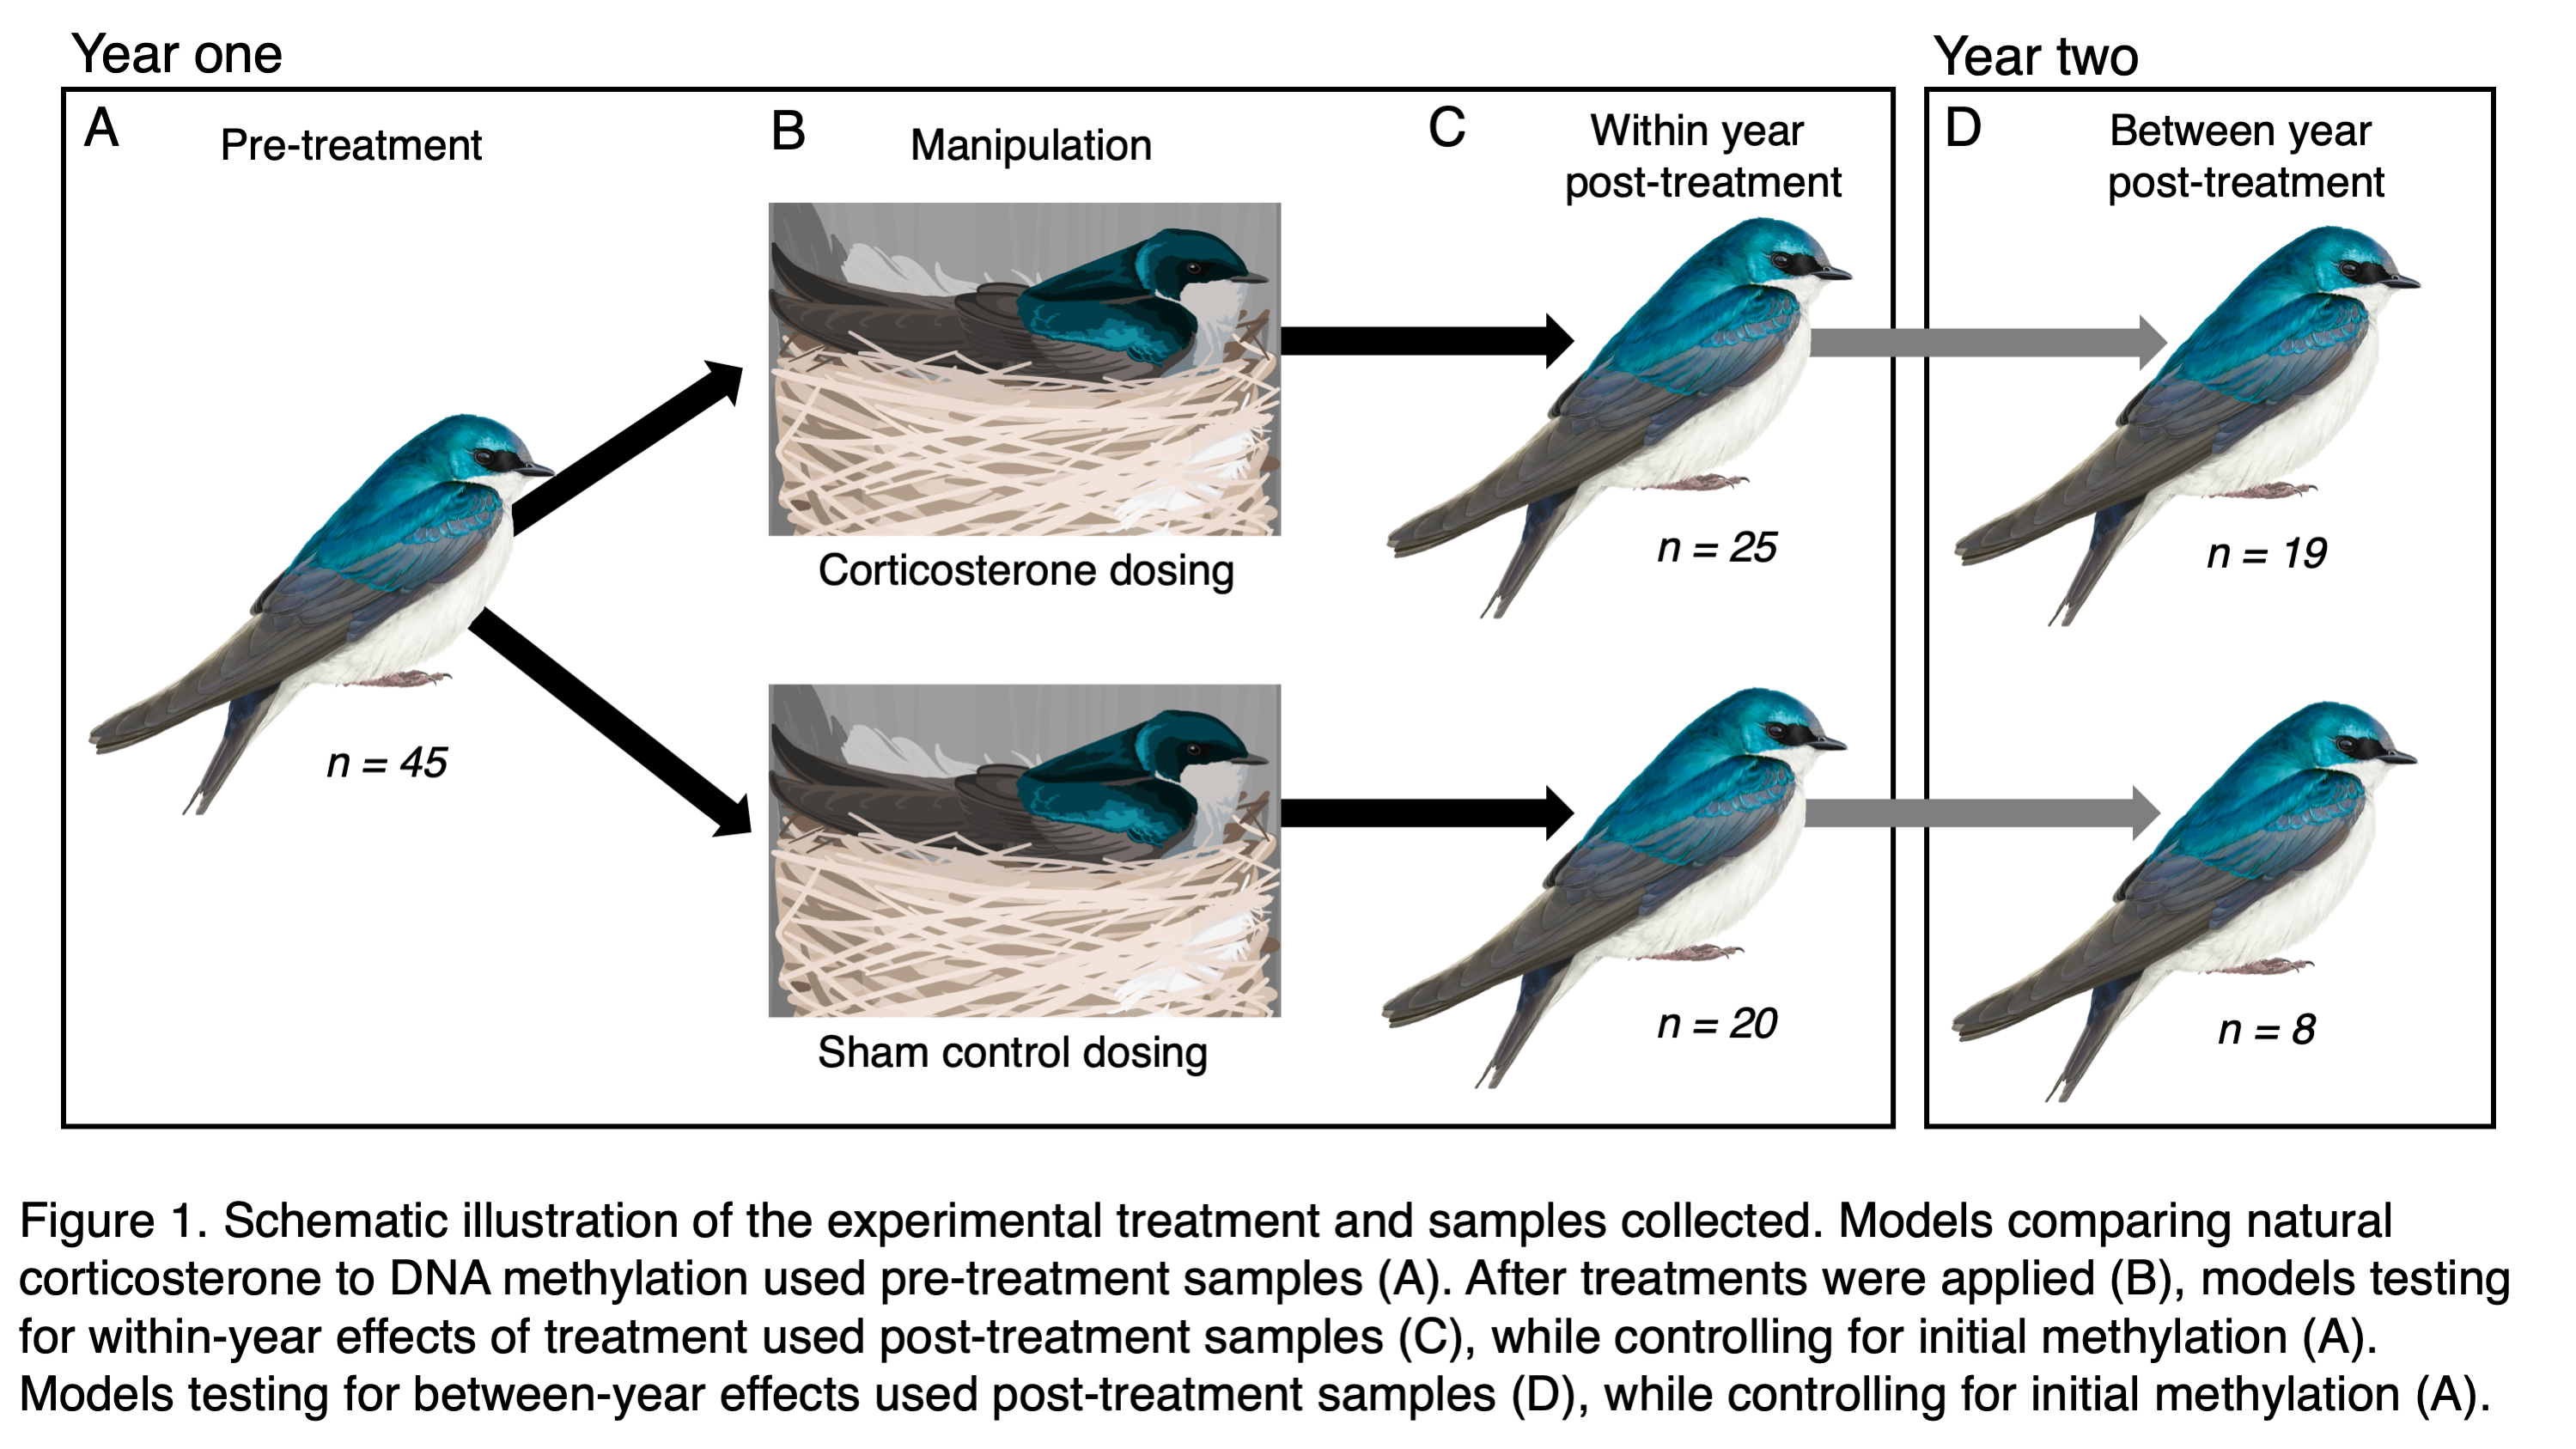 Year one
Year two
A
Pre-treatment
B
Manipulation
C
Within year
post-treatment
D
Between year
post-treatment
n = 45
Corticosterone dosing
Sham control dosing
n = 25
n = 20
n = 19
n = 8
Figure 1. Schematic illustration of the experimental treatment and samples collected. Models comparing natural
corticosterone to DNA methylation used pre-treatment samples (A). After treatments were applied (B), models testing
for within-year effects of treatment used post-treatment samples (C), while controlling for initial methylation (A).
Models testing for between-year effects used post-treatment samples (D), while controlling for initial methylation (A).